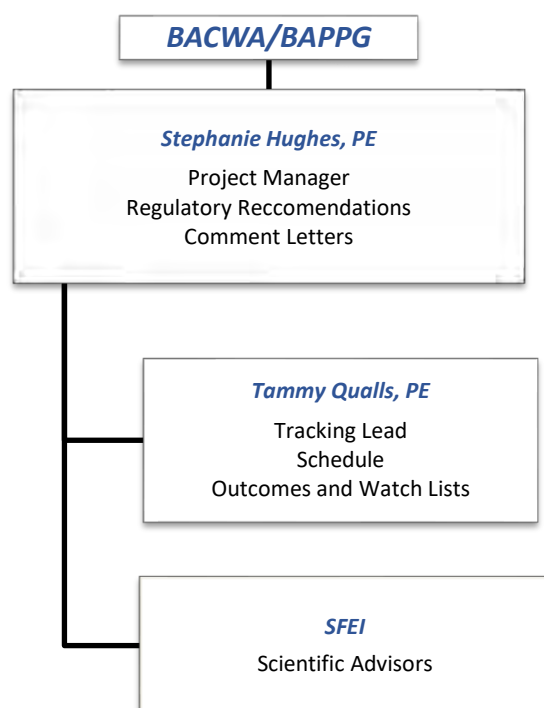 BACWA/BAPPG
Stephanie Hughes, PE
Project Manager
Regulatory Reccomendations
Comment Letters
Tammy Qualls, PE
Tracking Lead
Schedule
Outcomes and Watch Lists
SFEI
Scientific Advisors